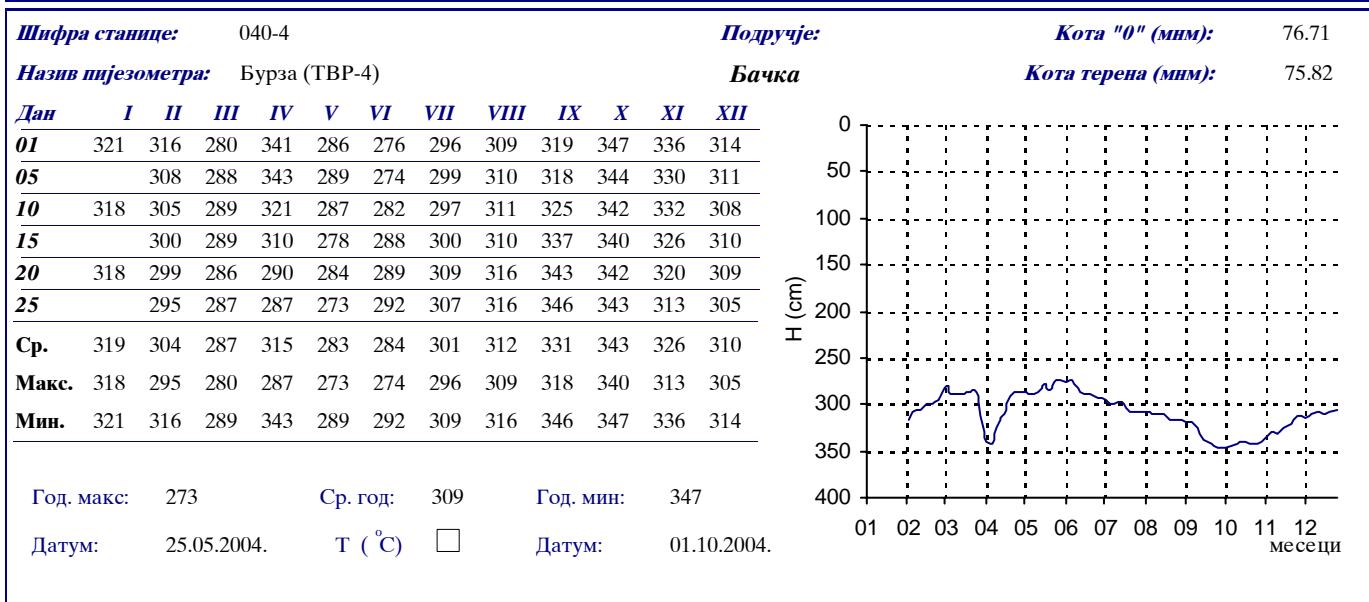 Шифра станице: 040-4 Подручје: Кота "0" (мнм): 76.71
Назив пијезометра: Бурза (ТВР-4) Бачка Кота терена (мнм): 75.82
Дан I II III IV V VI VII VIII IX X XI XII
01 321 316 280 341 286 276 296 309 319 347 336 314
05 308 288 343 289 274 299 310 318 344 330 311
10 318 305 289 321 287 282 297 311 325 342 332 308
15 300 289 310 278 288 300 310 337 340 326 310
20 318 299 286 290 284 289 309 316 343 342 320 309
25 295 287 287 273 292 307 316 346 343 313 305
Ср. 319 304 287 315 283 284 301 312 331 343 326 310
Макс. 318 295 280 287 273 274 296 309 318 340 313 305
Мин. 321 316 289 343 289 292 309 316 346 347 336 314
Год. макс: 273 Ср. год: 309 Год. мин: 347
Датум: 25.05.2004. Т ( °C) Датум: 01.10.2004.
H (cm)
0
50
100
150
200
250
300
350
400
01 02 03 04 05 06 07 08 09 10 11 12
месеци